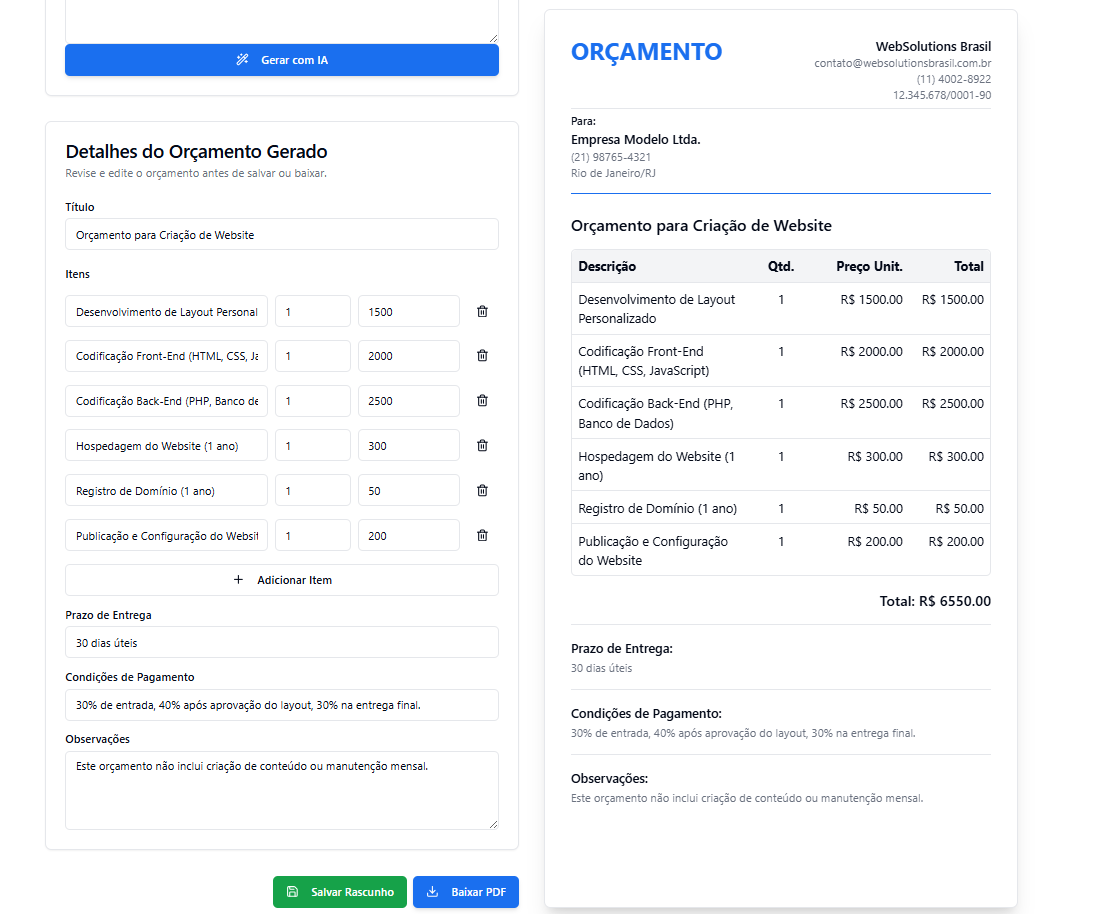 Gerar com IA
Detalhes do Orçamento Gerado
Revise e edite o orçamento antes de salvar ou baixar.
Título
Orçamento para Criação de Website
Itens
Desenvolvimento de Layout Personal
1
1500
Codificação Front-End (HTML, CSS, Ja
1
2000
Codificação Back-End (PHP, Banco de
1
2500
Hospedagem do Website (1 ano)
1
300
Registro de Domínio (1 ano)
1
50
Publicação e Configuração do Websit
1
200
Adicionar Item
Prazo de Entrega
30 dias úteis
Condições de Pagamento
30% de entrada, 40% após aprovação do layout, 30% na entrega final.
Observações
Este orçamento não inclui criação de conteúdo ou manutenção mensal.
Salvar Rascunho
Baixar PDF
ORÇAMENTO
WebSolutions Brasil
contato@websolutionsbrasil.com.br
(11) 4002-8922
12.345.678/0001-90
Para:
Empresa Modelo Ltda.
(21) 98765-4321
Rio de Janeiro/RJ
Orçamento para Criação de Website
Descrição Qtd. Preço Unit. Total
Desenvolvimento de Layout 1 R$ 1500.00 R$ 1500.00
Personalizado
Codificação Front-End 1 R$ 2000.00 R$ 2000.00
(HTML, CSS, JavaScript)
Codificação Back-End (PHP, 1 R$ 2500.00 R$ 2500.00
Banco de Dados)
Hospedagem do Website (1 1 R$ 300.00 R$ 300.00
ano)
Registro de Domínio (1 ano) 1 R$ 50.00 R$ 50.00
Publicação e Configuração 1 R$ 200.00 R$ 200.00
do Website
Total: R$ 6550.00
Prazo de Entrega:
30 dias úteis
Condições de Pagamento:
30% de entrada, 40% após aprovação do layout, 30% na entrega final.
Observações:
Este orçamento não inclui criação de conteúdo ou manutenção mensal.